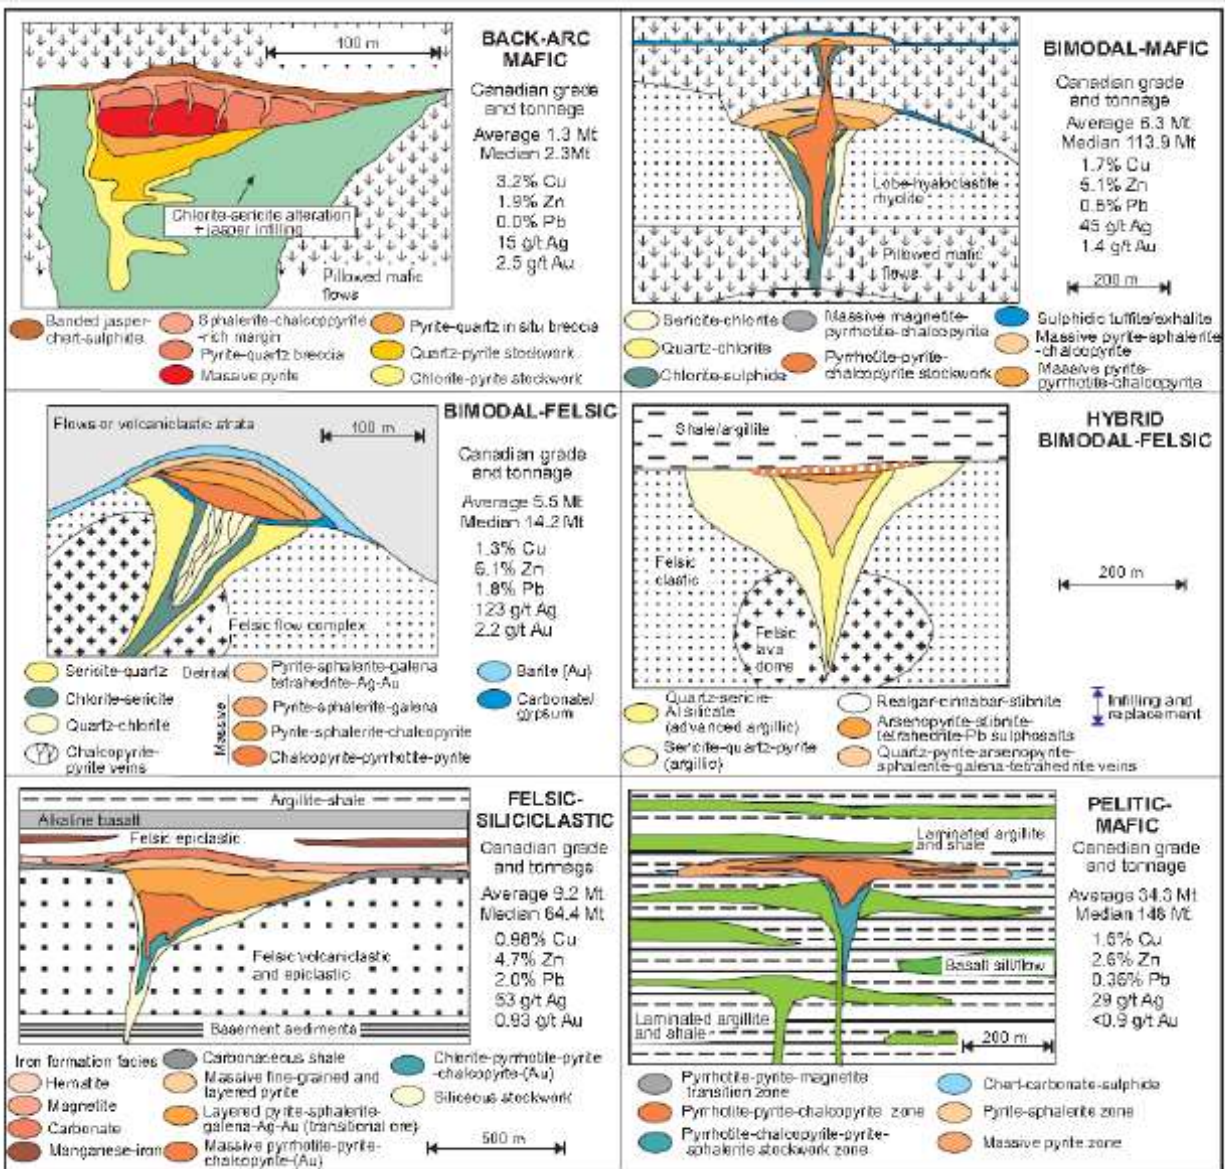 100 m
BACK-ARC
MAFIC
Canadian grade
and tonnage
Average 1.3 Mt
Median 2.3Mt
3.2% Cu
1.9% Zn
0.0% Pb
15 g/t Ag
2.5 g/t Au
Chlorite-sericite alteration
+ jasper infilling
Pillowed mafic
flows
Banded jasper-
chert-sulphide
Sphalerite-chalcopyrite
-rich margin
Pyrite-quartz breccia
Massive pyrite
Pyrite-quartz in situ breccia
Quartz-pyrite stockwork
Chlorite-pyrite stockwork
BIMODAL-MAFIC
Canadian grade
and tonnage
Average 6.3 Mt
Median 113.9 Mt
1.7% Cu
5.1% Zn
0.6% Pb
45 g/t Ag
1.4 g/t Au
200 m
Lobe-hyaloclastite
rhyolite
Pillowed mafic
flows
Sericite-chlorite
Quartz-chlorite
Chlorite-sulphide
Massive magnetite-
pyrrhotite-chalcopyrite
Pyrrhotite-pyrite-
chalcopyrite stockwork
Sulphidic tuffite/exhalite
Massive pyrite-sphalerite
-chalcopyrite
Massive pyrite-
pyrrhotite-chalcopyrite
Flows or volcaniclastic strata
100 m
BIMODAL-FELSIC
Canadian grade
and tonnage
Average 5.5 Mt
Median 14.2 Mt
1.3% Cu
6.1% Zn
1.8% Pb
123 g/t Ag
2.2 g/t Au
Felsic flow complex
Sericite-quartz
Chlorite-sericite
Quartz-chlorite
Chalcopyrite-
pyrite veins
Detrital
Massive
Pyrite-sphalerite-galena
tetrahedrite-Ag-Au
Pyrite-sphalerite-galena
Pyrite-sphalerite-chalcopyrite
Chalcopyrite-pyrrhotite-pyrite
Barite (Au)
Carbonate/
gypsum
HYBRID
BIMODAL-FELSIC
Shale/argillite
Felsic
clastic
Felsic
lava
dome
200 m
Quartz-sericie-
Al silicate
(advanced argillic)
Sericite-quartz-pyrite
(argillic)
Realgar-cinnabar-stibnite
Arsenopyrite-stibnite-
tetrahedrite-Pb sulphosalts
Quartz-pyrite-arsenopyrite-
sphalerite-galena-tetrahedrite veins
Infilling and
replacement
Argillite-shale
Alkaline basalt
Felsic epiclastic
Felsic volcaniclastic
and epiclastic
Basement sediments
FELSIC-
SILICICLASTIC
Canadian grade
and tonnage
Average 9.2 Mt
Median 64.4 Mt
0.98% Cu
4.7% Zn
2.0% Pb
53 g/t Ag
0.93 g/t Au
Iron formation facies
Hematite
Magnetite
Carbonate
Manganese-iron
Carbonaceous shale
Massive fine-grained and
layered pyrite
Layered pyrite-sphalerite-
galena-Ag-Au (transitional ore)
Massive pyrrhotite-pyrite-
chalcopyrite-(Au)
Chlorite-pyrrhotite-pyrite
-chalcopyrite-(Au)
Siliceous stockwork
500 m
PELITIC-
MAFIC
Canadian grade
and tonnage
Average 34.3 Mt
Median 148 Mt
1.6% Cu
2.6% Zn
0.36% Pb
29 g/t Ag
<0.9 g/t Au
Laminated argillite
and shale
Basalt sill/flow
Laminated argillite
and shale
200 m
Pyrrhotite-pyrite-magnetite
transition zone
Pyrrhotite-pyrite-chalcopyrite zone
Pyrrhotite-chalcopyrite-pyrite-
sphalerite stockwork zone
Chert-carbonate-sulphide
Pyrite-sphalerite zone
Massive pyrite zone